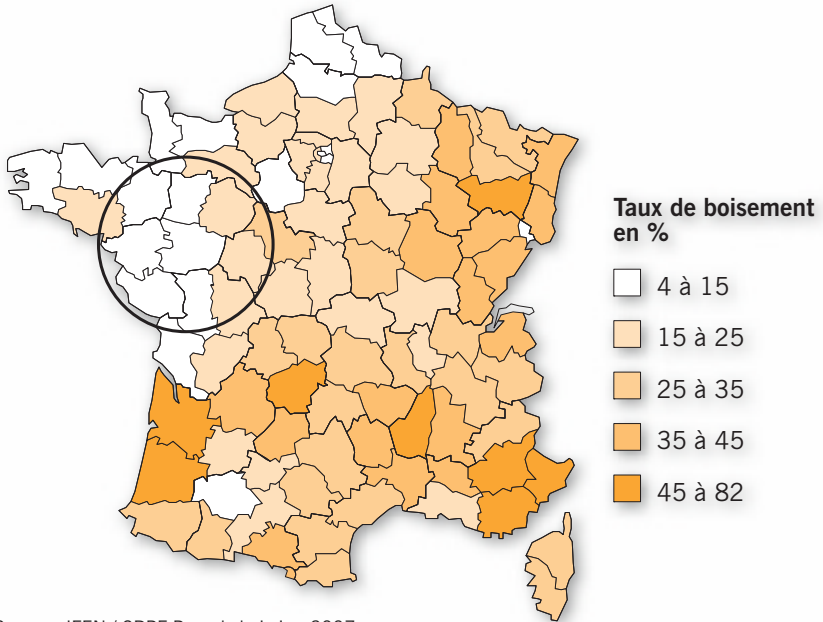 Taux de boisement
en %
4 à 15
15 à 25
25 à 35
35 à 45
45 à 82